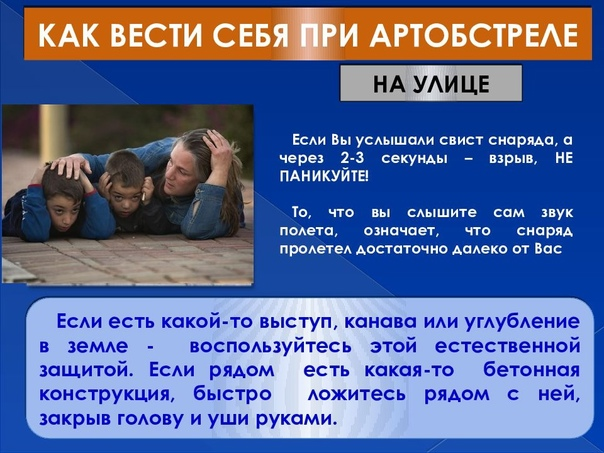 КАК ВЕСТИ СЕБЯ ПРИ АРТОБСТРЕЛЕ
НА УЛИЦЕ
Если Вы услышали свист снаряда, а
через 2-3 секунды – взрыв, НЕ
ПАНИКУЙТЕ!
То, что вы слышите сам звук
полета, означает, что снаряд
пролетел достаточно далеко от Вас
Если есть какой-то выступ, канава или углубление
в земле - воспользуйтесь этой естественной
защитой. Если рядом есть какая-то бетонная
конструкция, быстро ложитесь рядом с ней,
закрыв голову и уши руками.